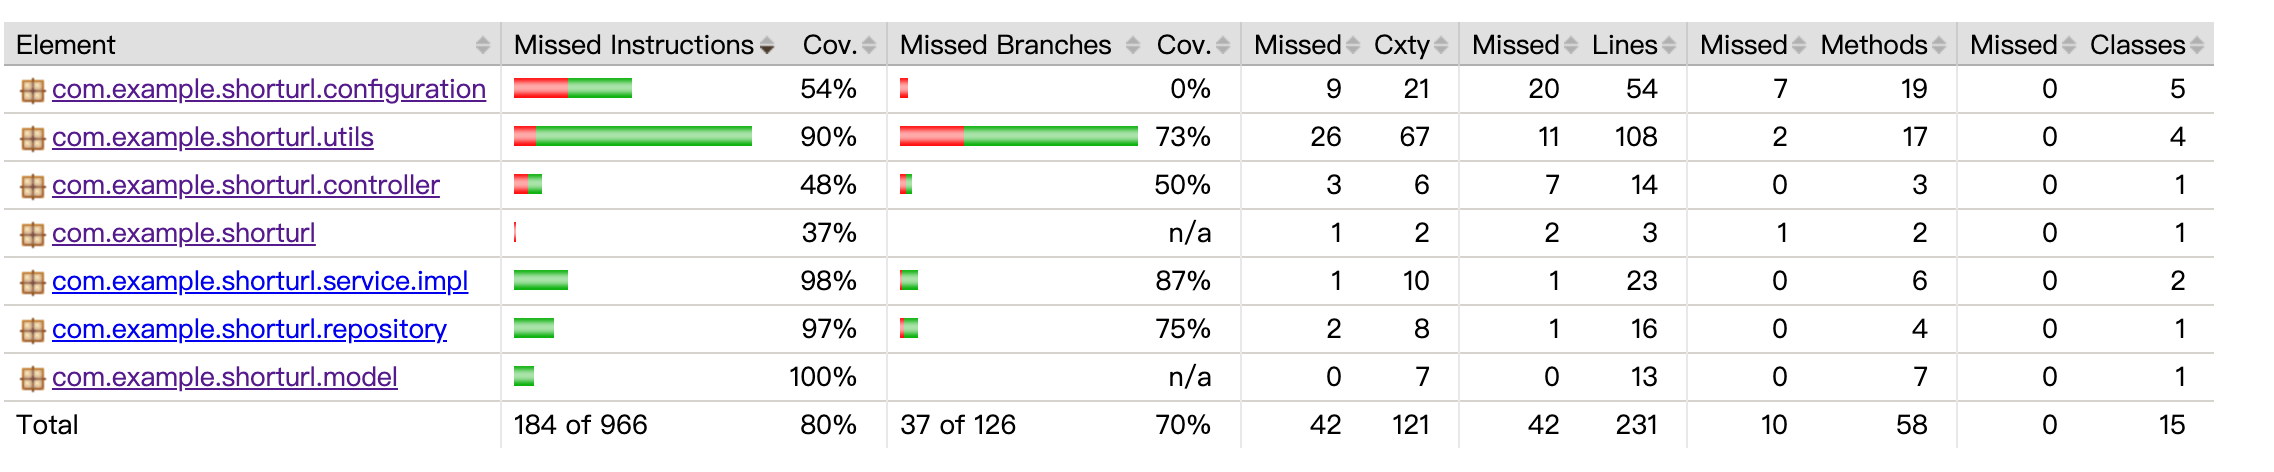 Element Missed Instructions Cov. Missed Branches Cov. Missed Cxty Missed Lines Missed Methods Missed Classes
com.example.shorturl.configuration 54% 0% 9 21 20 54 7 19 0 5
com.example.shorturl.utils 90% 73% 26 67 11 108 2 17 0 4
com.example.shorturl.controller 48% 50% 3 6 7 14 0 3 0 1
com.example.shorturl 37% n/a 1 2 2 3 1 2 0 1
com.example.shorturl.service.impl 98% 87% 1 10 1 23 0 6 0 2
com.example.shorturl.repository 97% 75% 2 8 1 16 0 4 0 1
com.example.shorturl.model 100% n/a 0 7 0 13 0 7 0 1
Total 184 of 966 80% 37 of 126 70% 42 121 42 231 10 58 0 15